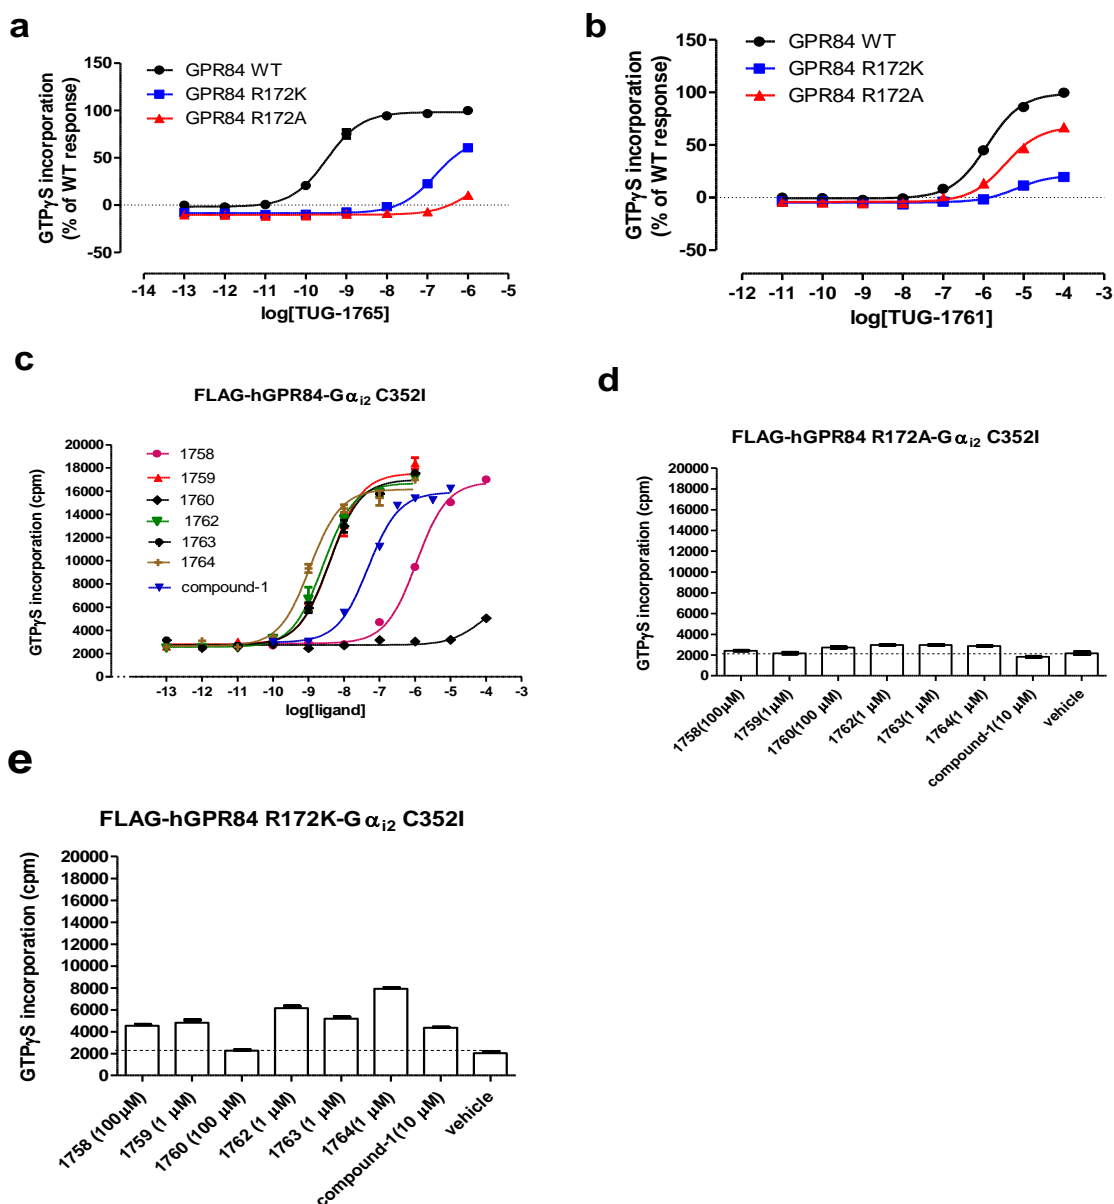 a
GPR84 WT
GPR84 R172K
GPR84 R172A
150
100
50
0
-50
GTPγS incorporation
(% of WT response)
-14 -13 -12 -11 -10 -9 -8 -7 -6 -5
log[TUG-1765]
b
GPR84 WT
GPR84 R172K
GPR84 R172A
150
100
50
0
-50
GTPγS incorporation
(% of WT response)
-12 -11 -10 -9 -8 -7 -6 -5 -4 -3
log[TUG-1761]
c
FLAG-hGPR84-Gαi2 C352I
1758
1759
1760
1762
1763
1764
compound-1
20000
18000
16000
14000
12000
10000
8000
6000
4000
2000
0
GTPγS incorporation (cpm)
-13 -12 -11 -10 -9 -8 -7 -6 -5 -4 -3
log[ligand]
d
FLAG-hGPR84 R172A-Gαi2 C352I
20000
18000
16000
14000
12000
10000
8000
6000
4000
2000
0
GTPγS incorporation (cpm)
1758(100μM)
1759(1μM)
1760(100 μM)
1762(1 μM)
1763(1 μM)
1764(1 μM)
compound-1(10 μM)
vehicle
e
FLAG-hGPR84 R172K-Gαi2 C352I
20000
18000
16000
14000
12000
10000
8000
6000
4000
2000
0
GTPγS incorporation (cpm)
1758 (100μM)
1759 (1 μM)
1760 (100 μM)
1762 (1 μM)
1763 (1 μM)
1764(1 μM)
compound-1(10 μM)
vehicle